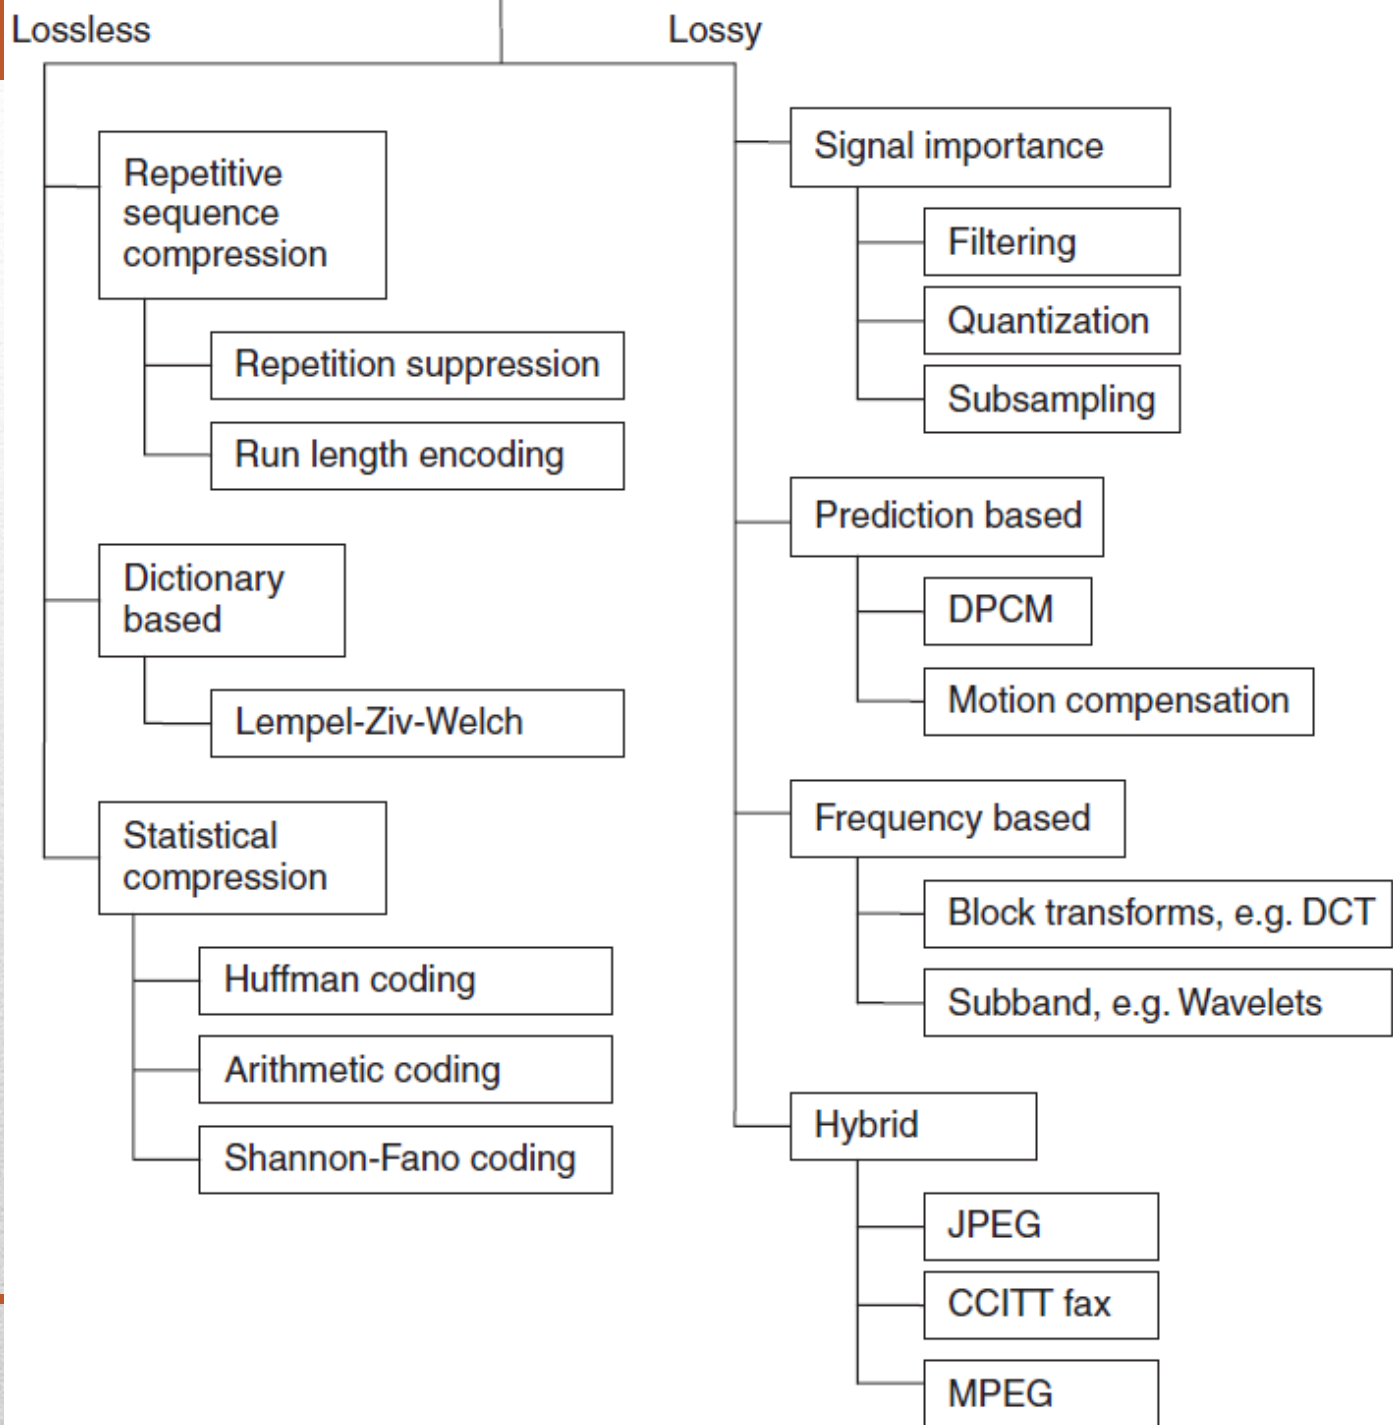 Lossless
Repetitive
sequence
compression
Repetition suppression
Run length encoding
Dictionary
based
Lempel-Ziv-Welch
Statistical
compression
Huffman coding
Arithmetic coding
Shannon-Fano coding
Lossy
Signal importance
Filtering
Quantization
Subsampling
Prediction based
DPCM
Motion compensation
Frequency based
Block transforms, e.g. DCT
Subband, e.g. Wavelets
Hybrid
JPEG
CCITT fax
MPEG